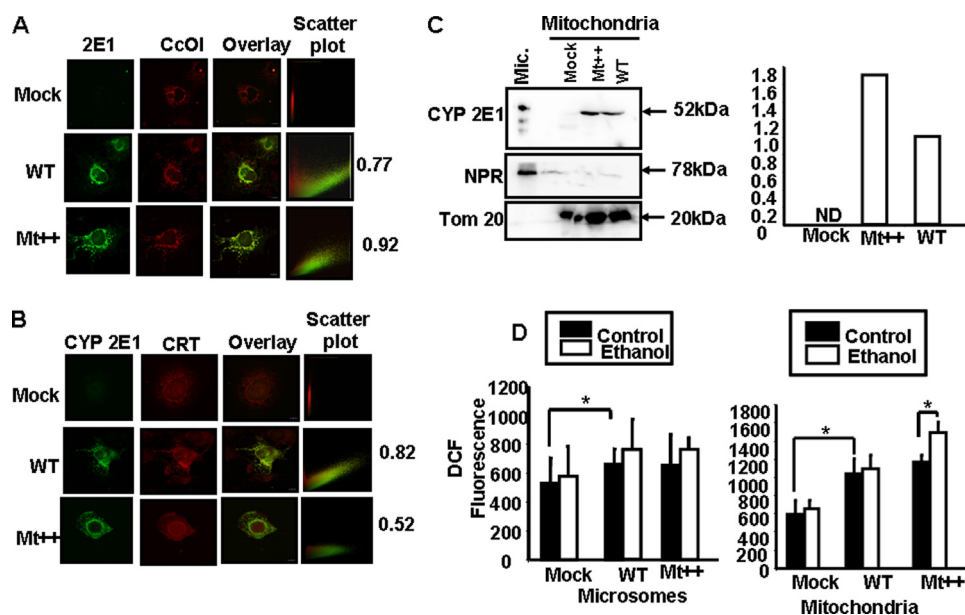 A
2E1 CcOI Overlay Scatter plot
Mock
WT
0.77
Mt++
0.92
B
CYP 2E1 CRT Overlay Scatter plot
Mock
WT
0.82
Mt++
0.52
C
Mitochondria
Mic. Mock Mt++ WT
CYP 2E1 52kDa
NPR 78kDa
Tom 20 20kDa
1.8
1.6
1.4
1.2
1.0
0.8
0.6
0.4
0.2
0
ND
Mock Mt++ WT
D
Control
Ethanol
DCF Fluorescence
1200
1000
800
600
400
200
0
*
Mock WT Mt++
Microsomes
Control
Ethanol
1800
1600
1400
1200
1000
800
600
400
200
0
*
*
Mock WT Mt++
Mitochondria